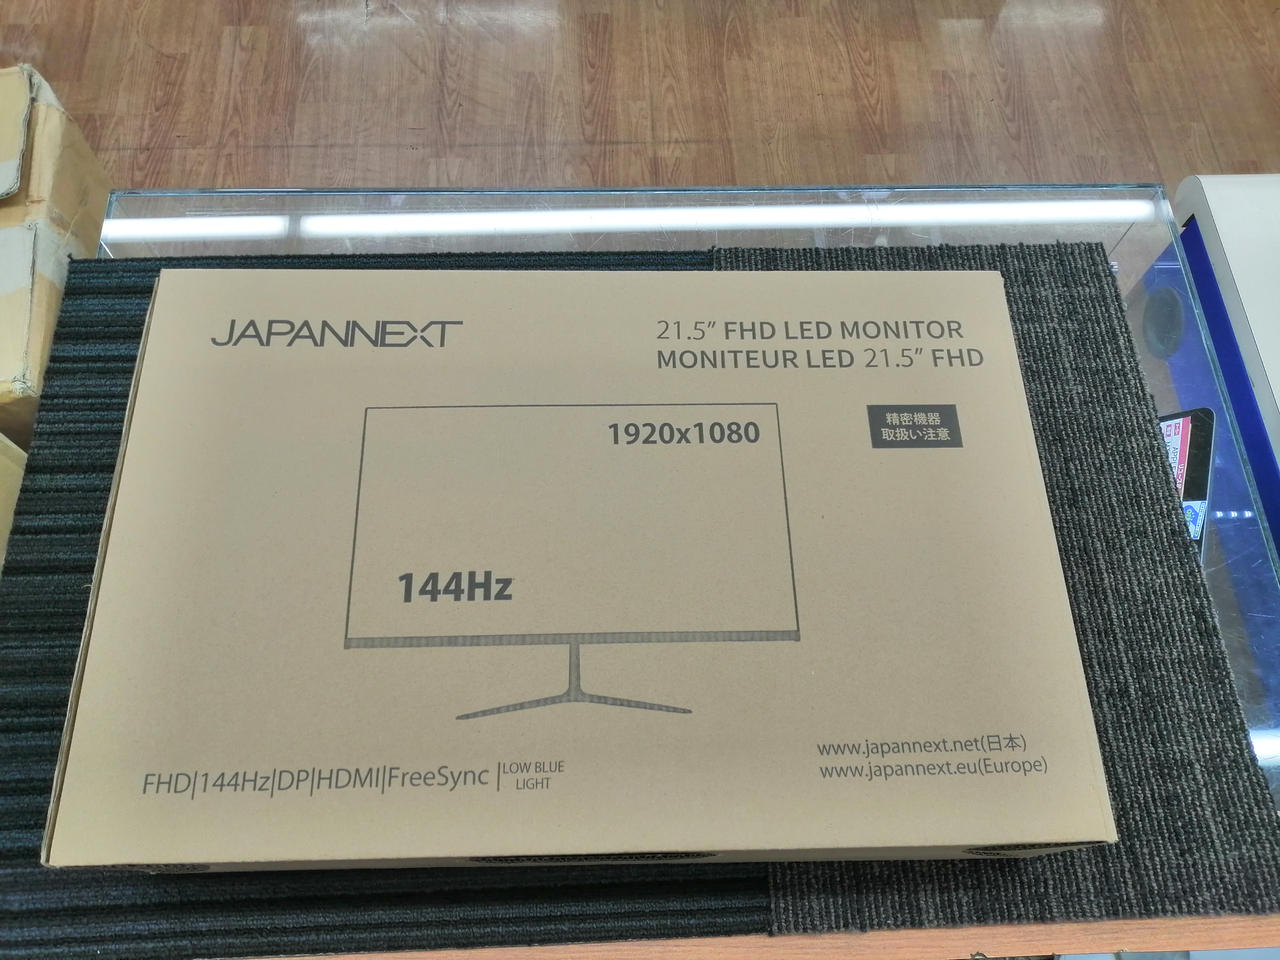 JAPANNEXT
21.5” FHD LED MONITOR
MONITEUR LED 21.5” FHD
1920x1080
精密機器
取扱い注意
144Hz
www.japannext.net(日本)
www.japannext.eu(Europe)
FHD|144Hz|DP|HDMI|FreeSync |LOW BLUE
LIGHT